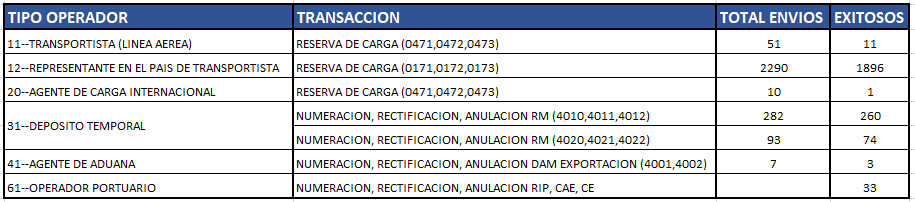 TIPO OPERADOR TRANSACCION TOTAL ENVIOS EXITOSOS
11--TRANSPORTISTA (LINEA AEREA) RESERVA DE CARGA (0471,0472,0473) 51 11
12--REPRESENTANTE EN EL PAIS DE TRANSPORTISTA RESERVA DE CARGA (0171,0172,0173) 2290 1896
20--AGENTE DE CARGA INTERNACIONAL RESERVA DE CARGA (0471,0472,0473) 10 1
31--DEPOSITO TEMPORAL NUMERACION, RECTIFICACION, ANULACION RM (4010,4011,4012) 282 260
NUMERACION, RECTIFICACION, ANULACION RM (4020,4021,4022) 93 74
41--AGENTE DE ADUANA NUMERACION, RECTIFICACION, ANULACION DAM EXPORTACION (4001,4002) 7 3
61--OPERADOR PORTUARIO NUMERACION, RECTIFICACION, ANULACION RIP, CAE, CE 33